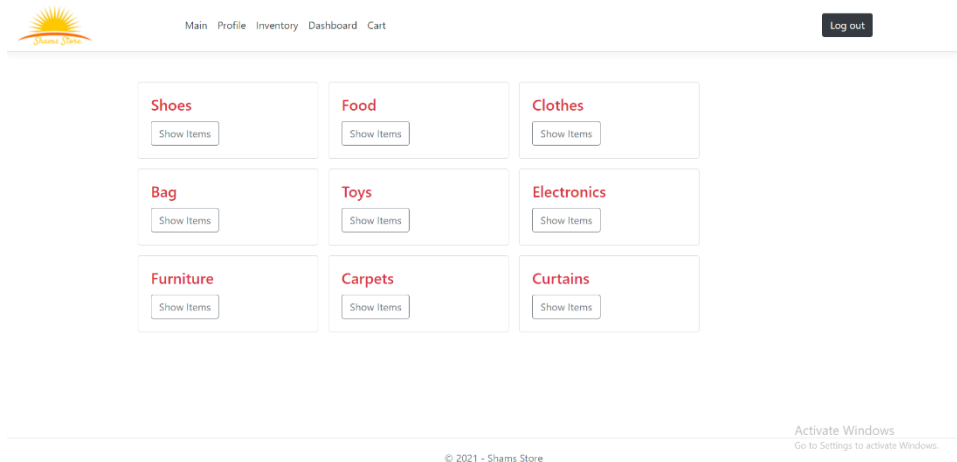 Shams Store
Main Profile Inventory Dashboard Cart
Log out
Shoes
Show Items
Food
Show Items
Clothes
Show Items
Bag
Show Items
Toys
Show Items
Electronics
Show Items
Furniture
Show Items
Carpets
Show Items
Curtains
Show Items
Activate Windows
Go to Settings to activate Windows.
© 2021 - Shams Store